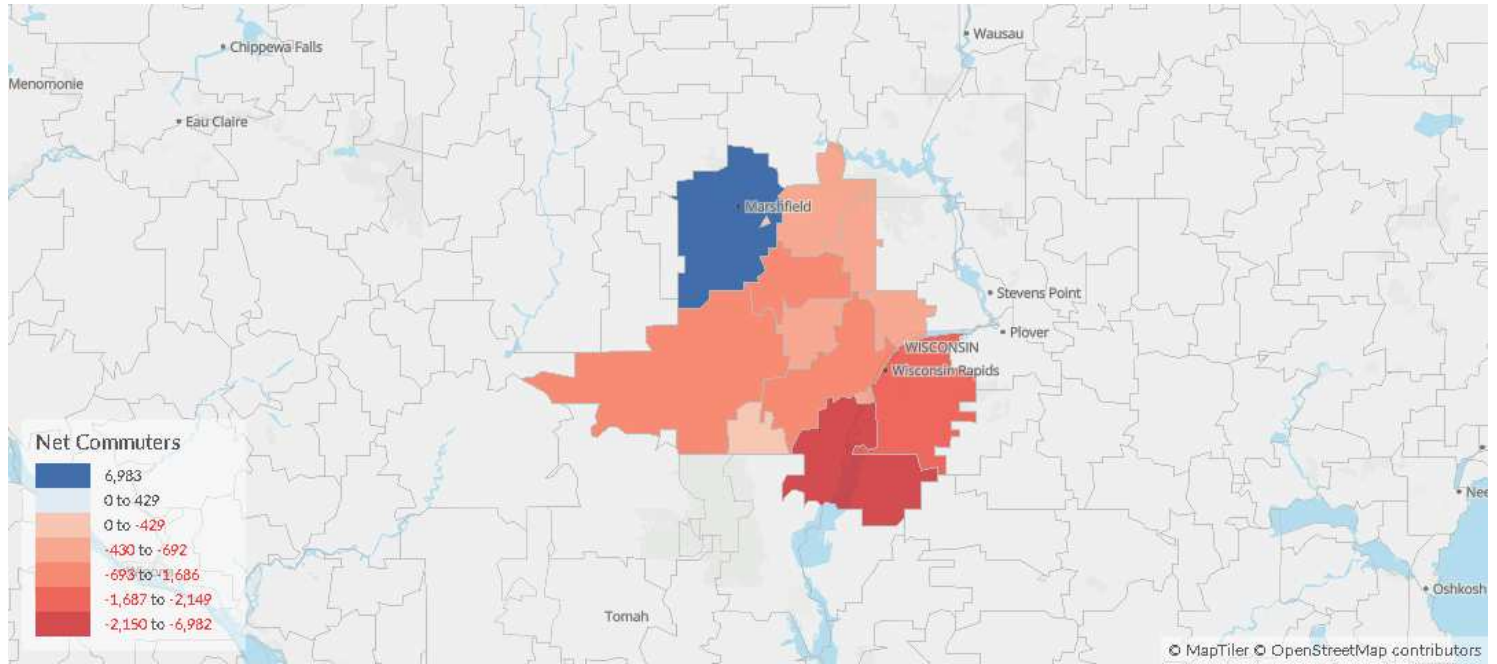 Chippewa Falls
Wausau
Menomonie
Eau Claire
Marshfield
Stevens Point
Plover
WISCONSIN
Wisconsin Rapids
Net Commuters
6,983
0 to 429
0 to -429
-430 to -692
-693 to -1,686
-1,687 to -2,149
-2,150 to -6,982
Nee
Oshkosh
Tomah
© MapTiler © OpenStreetMap contributors